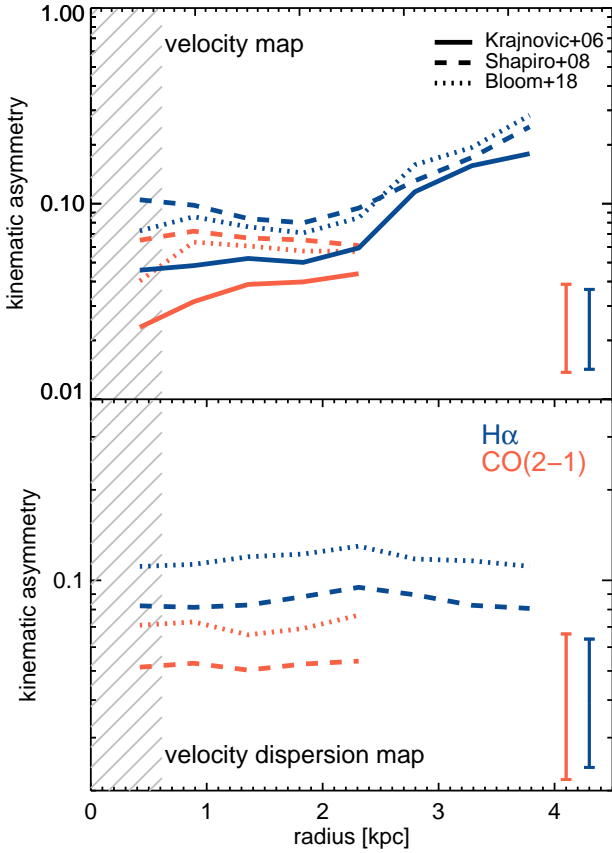 1.00
velocity map
Krajnovic+06
Shapiro+08
Bloom+18
0.10
kinematic asymmetry
0.01
Hα
CO(2−1)
0.1
kinematic asymmetry
velocity dispersion map
0 1 2 3 4
radius [kpc]